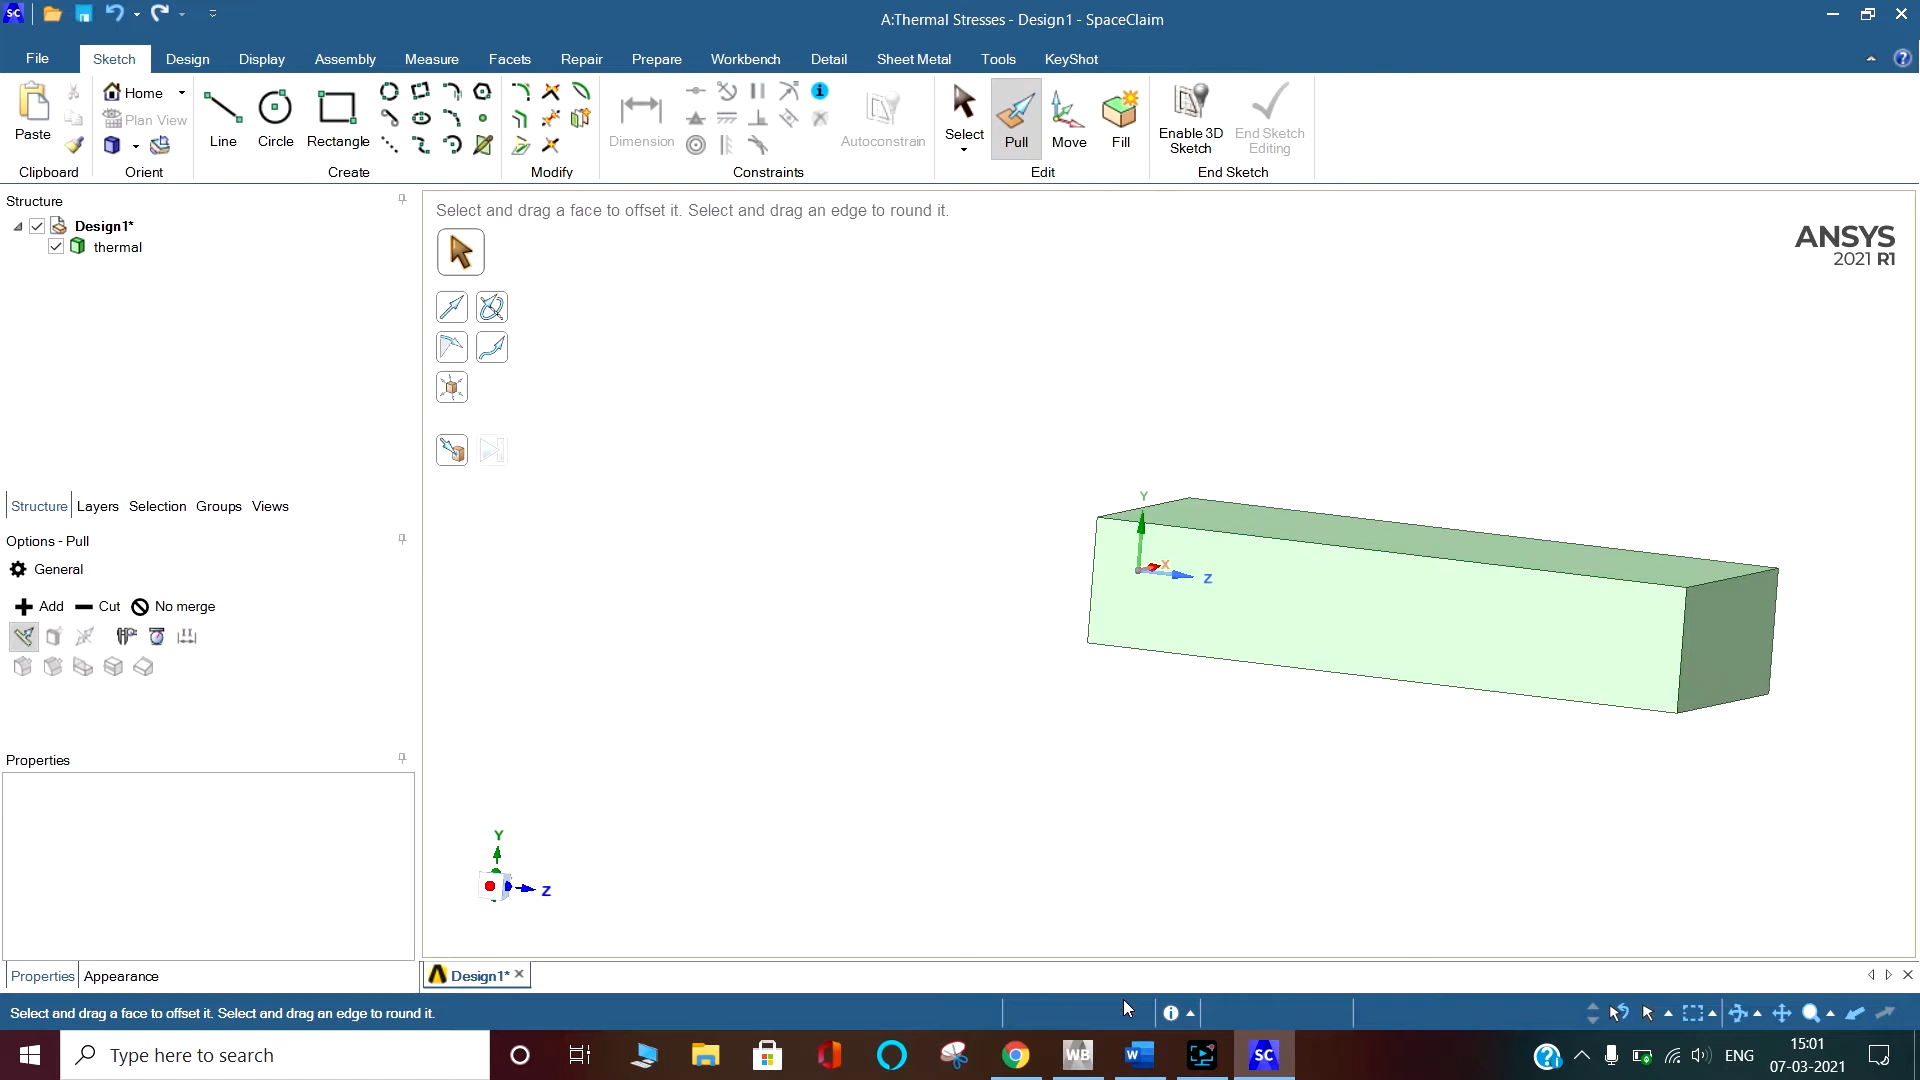 SC
A:Thermal Stresses - Design1 - SpaceClaim
File Sketch Design Display Assembly Measure Facets Repair Prepare Workbench Detail Sheet Metal Tools KeyShot
Paste
Clipboard
Home
Plan View
Orient
Line Circle Rectangle
Create
Modify
Dimension
Autoconstrain
Constraints
Select Pull Move Fill
Edit
Enable 3D Sketch
End Sketch Editing
End Sketch
Structure
Design1*
thermal
Structure Layers Selection Groups Views
Options - Pull
General
Add Cut No merge
Properties
Properties Appearance
Select and drag a face to offset it. Select and drag an edge to round it.
ANSYS
2021 R1
Y
X
Z
Y
Z
Design1*
Select and drag a face to offset it. Select and drag an edge to round it.
Type here to search
WB
W
SC
ENG
15:01
07-03-2021